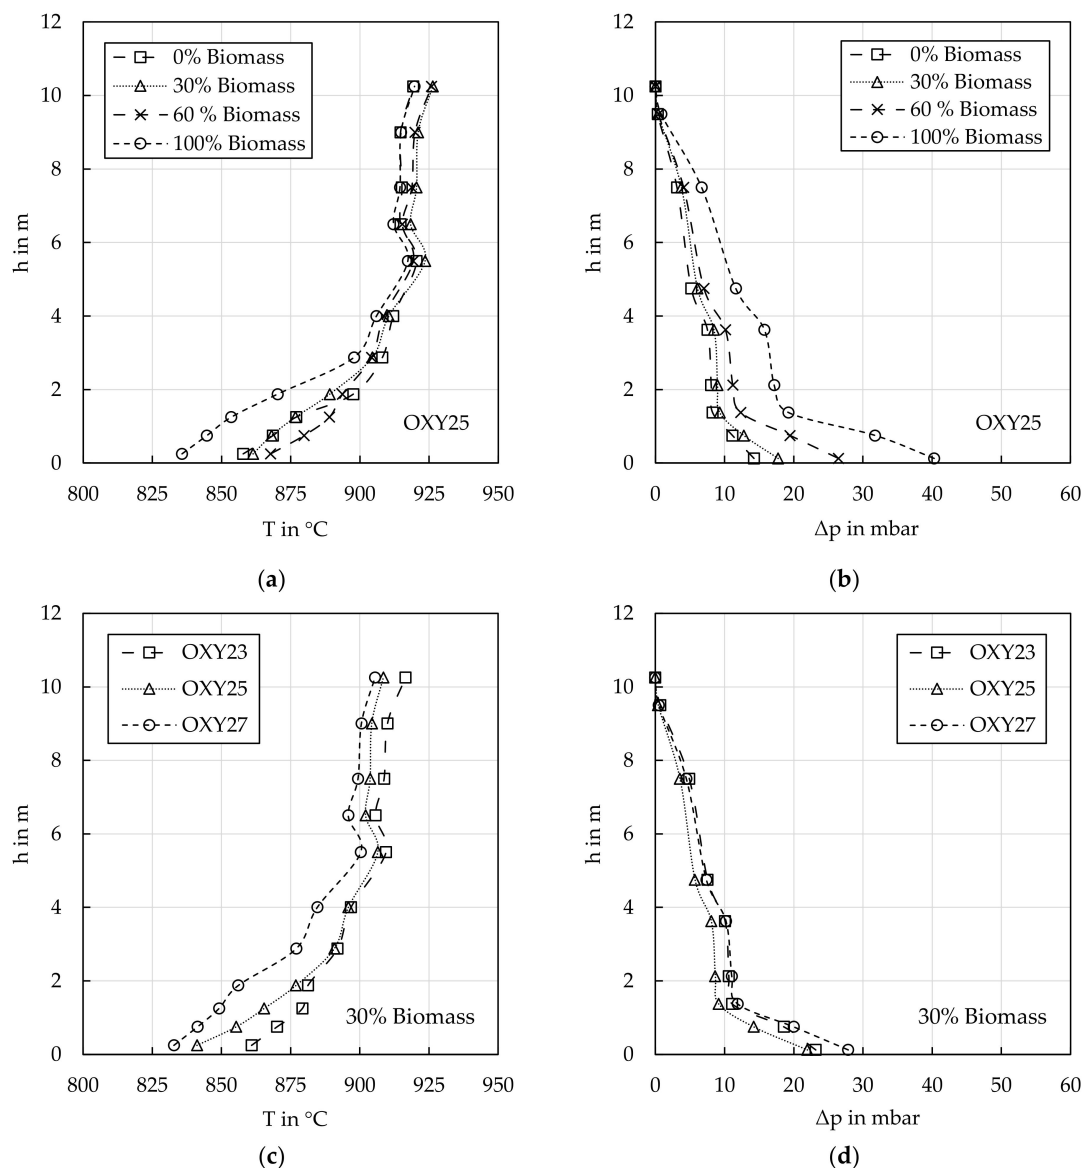 12
10
8
6
4
2
0
h in m
0% Biomass
30% Biomass
60 % Biomass
100% Biomass
OXY25
800 825 850 875 900 925 950
T in °C
(a)
12
10
8
6
4
2
0
h in m
0% Biomass
30% Biomass
60 % Biomass
100% Biomass
OXY25
0 10 20 30 40 50 60
Δp in mbar
(b)
12
10
8
6
4
2
0
h in m
OXY23
OXY25
OXY27
30% Biomass
800 825 850 875 900 925 950
T in °C
(c)
12
10
8
6
4
2
0
h in m
OXY23
OXY25
OXY27
30% Biomass
0 10 20 30 40 50 60
Δp in mbar
(d)